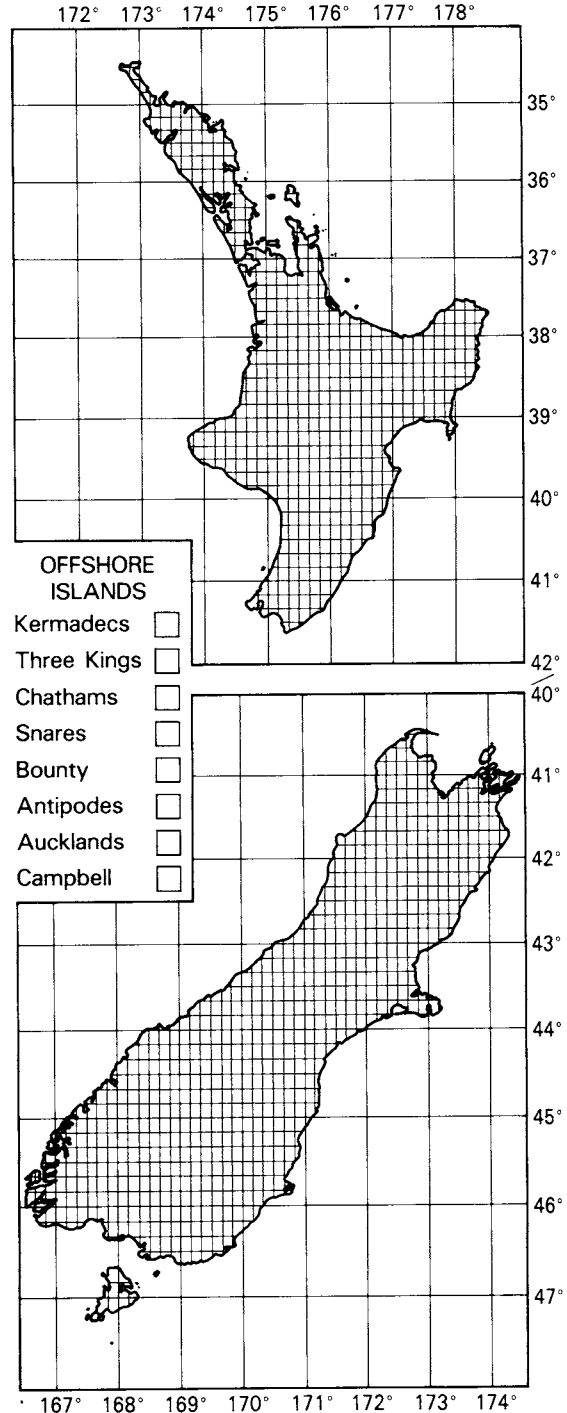 172° 173° 174° 175° 176° 177° 178°
35°
36°
37°
38°
39°
40°
41°
42°
OFFSHORE
ISLANDS
Kermadecs
Three Kings
Chathams
Snares
Bounty
Antipodes
Aucklands
Campbell
40°
41°
42°
43°
44°
45°
46°
47°
167° 168° 169° 170° 171° 172° 173° 174°